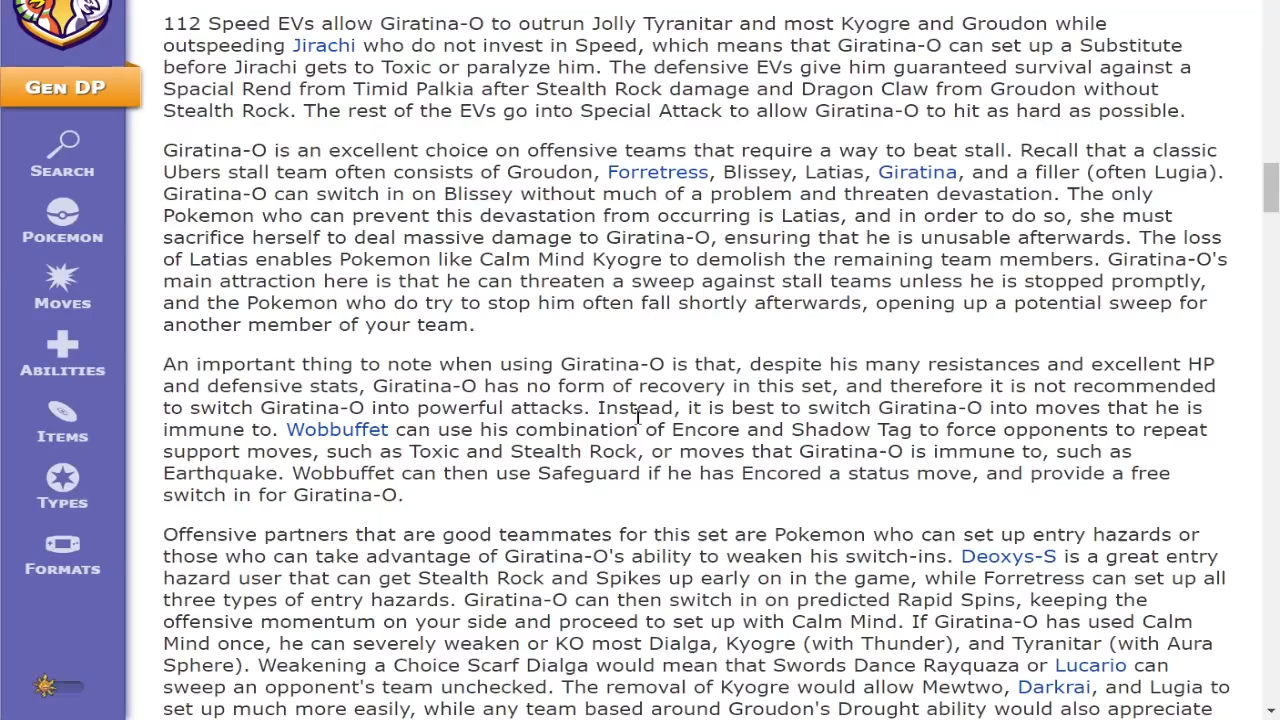 112 Speed EVs allow Giratina-O to outrun Jolly Tyranitar and most Kyogre and Groudon while
outspeeding Jirachi who do not invest in Speed, which means that Giratina-O can set up a Substitute
before Jirachi gets to Toxic or paralyze him. The defensive EVs give him guaranteed survival against a
Spacial Rend from Timid Palkia after Stealth Rock damage and Dragon Claw from Groudon without
Stealth Rock. The rest of the EVs go into Special Attack to allow Giratina-O to hit as hard as possible.
Giratina-O is an excellent choice on offensive teams that require a way to beat stall. Recall that a classic
Ubers stall team often consists of Groudon, Forretress, Blissey, Latias, Giratina, and a filler (often Lugia).
Giratina-O can switch in on Blissey without much of a problem and threaten devastation. The only
Pokemon who can prevent this devastation from occurring is Latias, and in order to do so, she must
sacrifice herself to deal massive damage to Giratina-O, ensuring that he is unusable afterwards. The loss
of Latias enables Pokemon like Calm Mind Kyogre to demolish the remaining team members. Giratina-O's
main attraction here is that he can threaten a sweep against stall teams unless he is stopped promptly,
and the Pokemon who do try to stop him often fall shortly afterwards, opening up a potential sweep for
another member of your team.
An important thing to note when using Giratina-O is that, despite his many resistances and excellent HP
and defensive stats, Giratina-O has no form of recovery in this set, and therefore it is not recommended
to switch Giratina-O into powerful attacks. Instead, it is best to switch Giratina-O into moves that he is
immune to. Wobbuffet can use his combination of Encore and Shadow Tag to force opponents to repeat
support moves, such as Toxic and Stealth Rock, or moves that Giratina-O is immune to, such as
Earthquake. Wobbuffet can then use Safeguard if he has Encored a status move, and provide a free
switch in for Giratina-O.
Offensive partners that are good teammates for this set are Pokemon who can set up entry hazards or
those who can take advantage of Giratina-O's ability to weaken his switch-ins. Deoxys-S is a great entry
hazard user that can get Stealth Rock and Spikes up early on in the game, while Forretress can set up all
three types of entry hazards. Giratina-O can then switch in on predicted Rapid Spins, keeping the
offensive momentum on your side and proceed to set up with Calm Mind. If Giratina-O has used Calm
Mind once, he can severely weaken or KO most Dialga, Kyogre (with Thunder), and Tyranitar (with Aura
Sphere). Weakening a Choice Scarf Dialga would mean that Swords Dance Rayquaza or Lucario can
sweep an opponent's team unchecked. The removal of Kyogre would allow Mewtwo, Darkrai, and Lugia to
set up much more easily, while any team based around Groudon's Drought ability would also appreciate
Gen DP
Search
Pokemon
Moves
Abilities
Items
Types
Formats